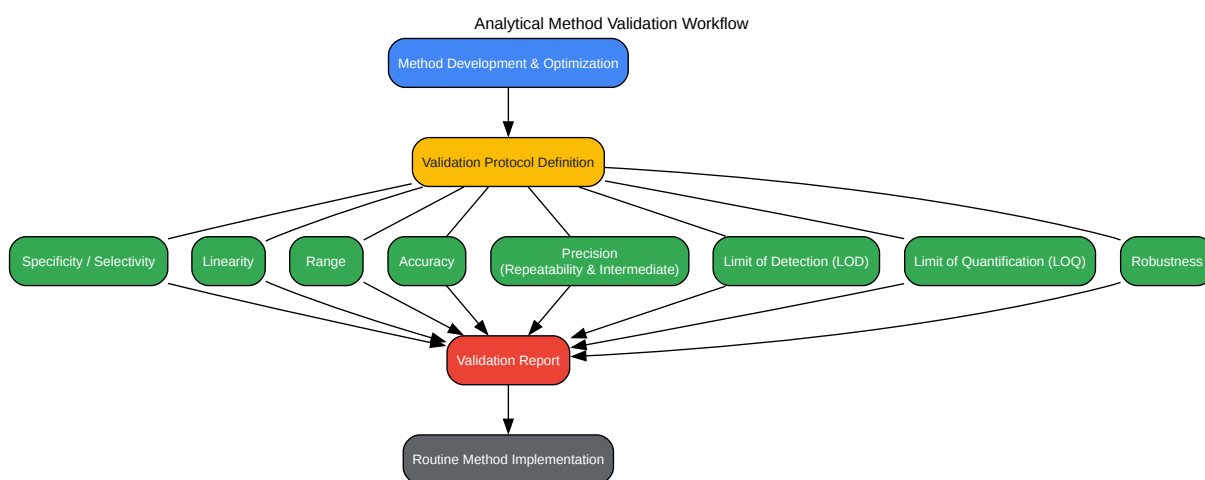 Analytical Method Validation Workflow
Method Development & Optimization
Validation Protocol Definition
Specificity / Selectivity
Linearity
Range
Accuracy
Precision
(Repeatability & Intermediate)
Limit of Detection (LOD)
Limit of Quantification (LOQ)
Robustness
Validation Report
Routine Method Implementation